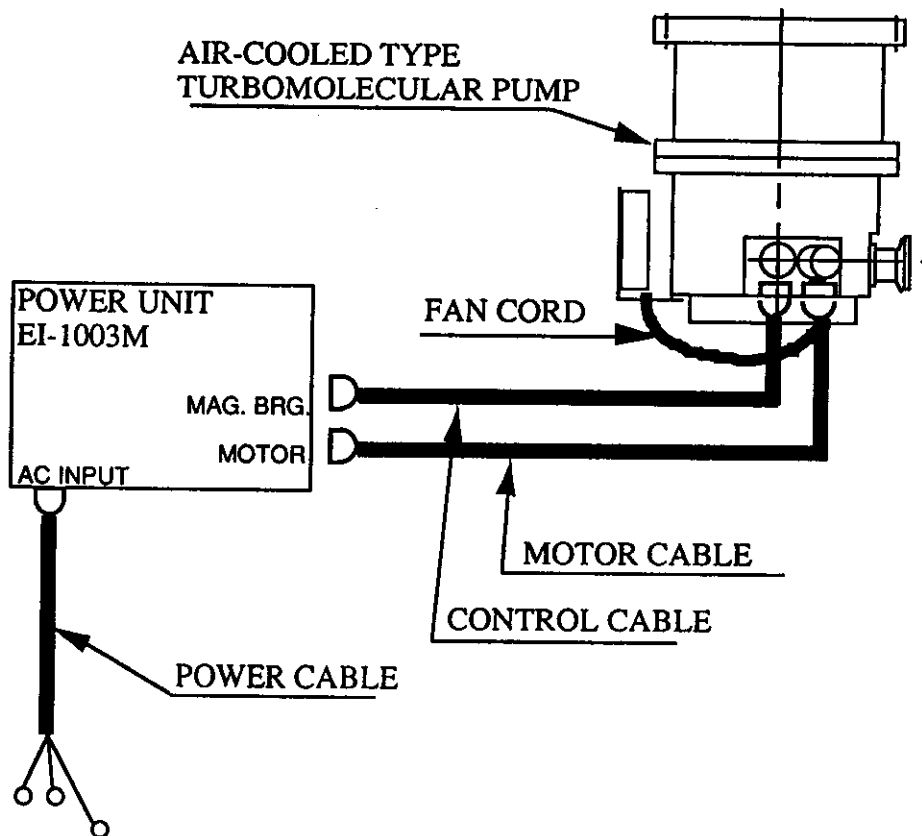 AIR-COOLED TYPE
TURBOMOLECULAR PUMP
POWER UNIT
EI-1003M
FAN CORD
MAG. BRG.
MOTOR
AC INPUT
MOTOR CABLE
CONTROL CABLE
POWER CABLE